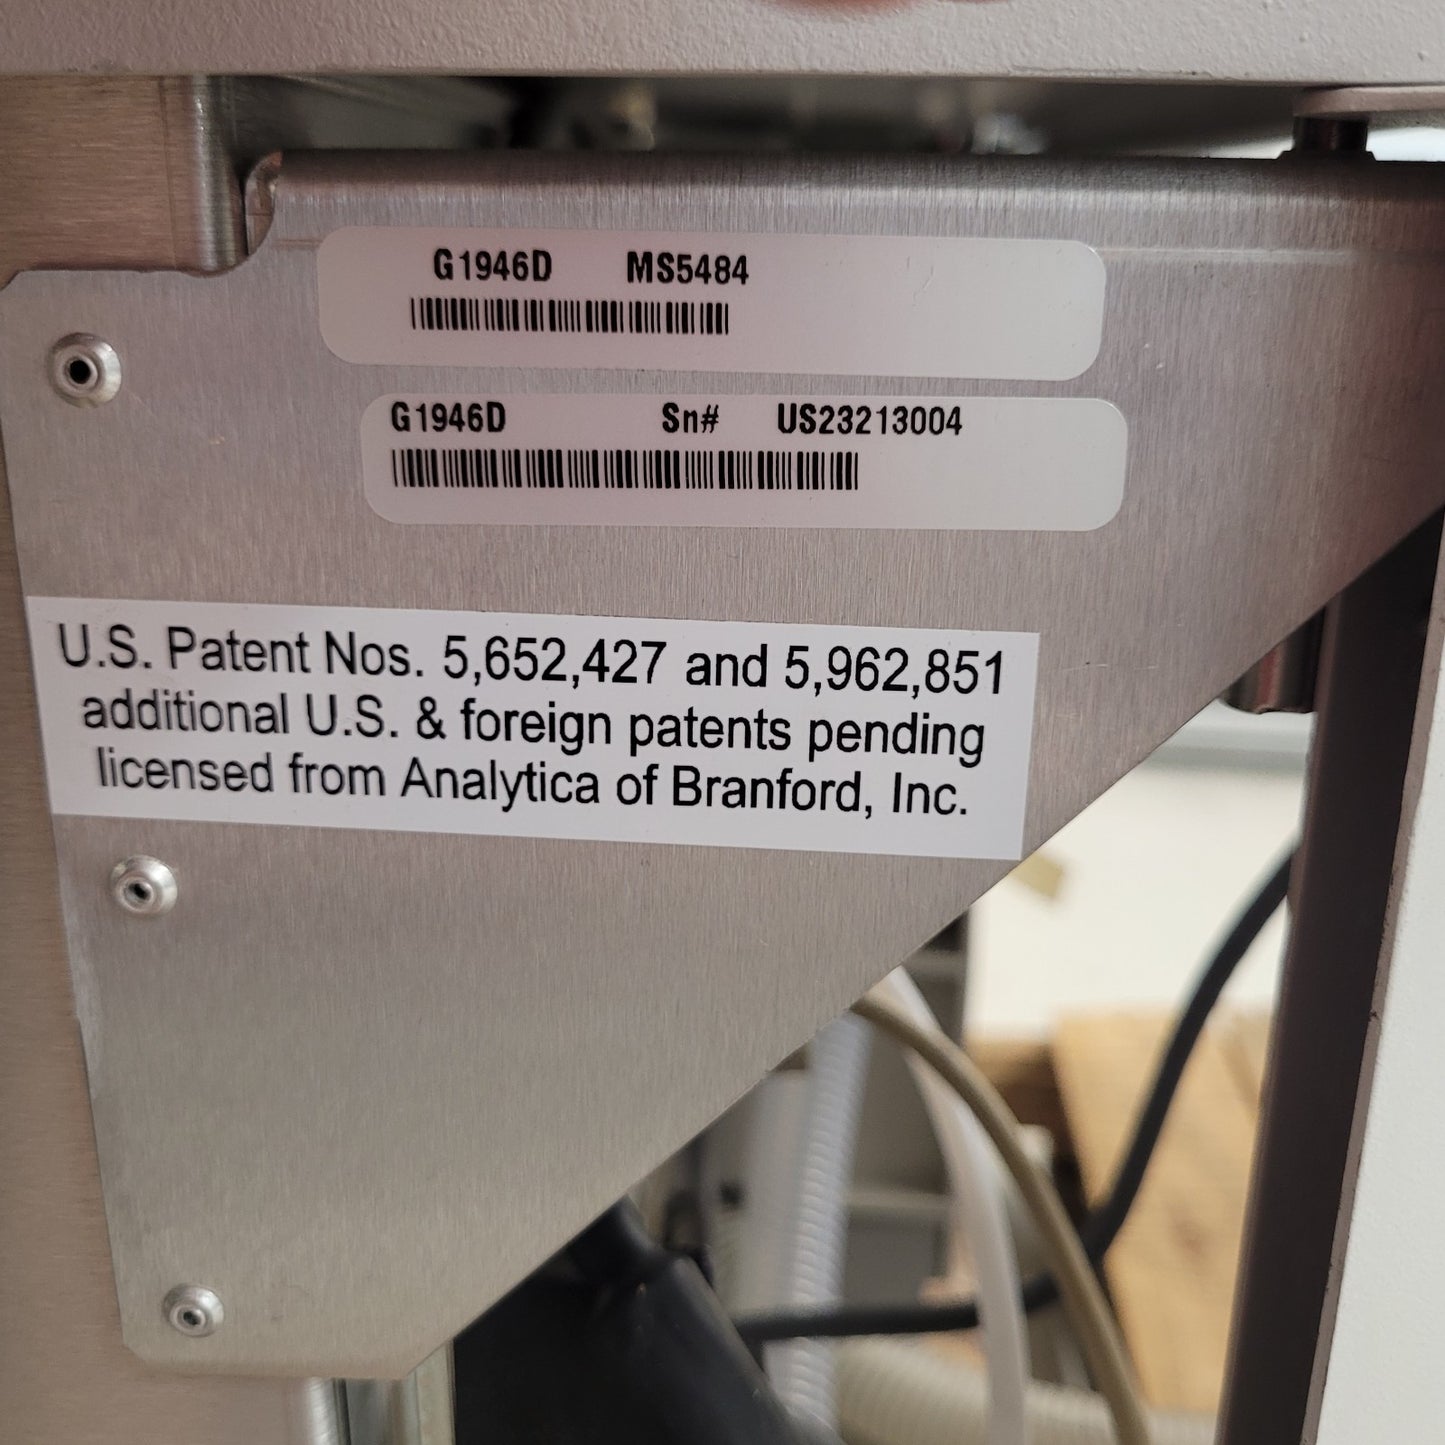 G1946D MS5484
G1946D Sn# US23213004
U.S. Patent Nos. 5,652,427 and 5,962,851
additional U.S. & foreign patents pending
licensed from Analytica of Branford, Inc.